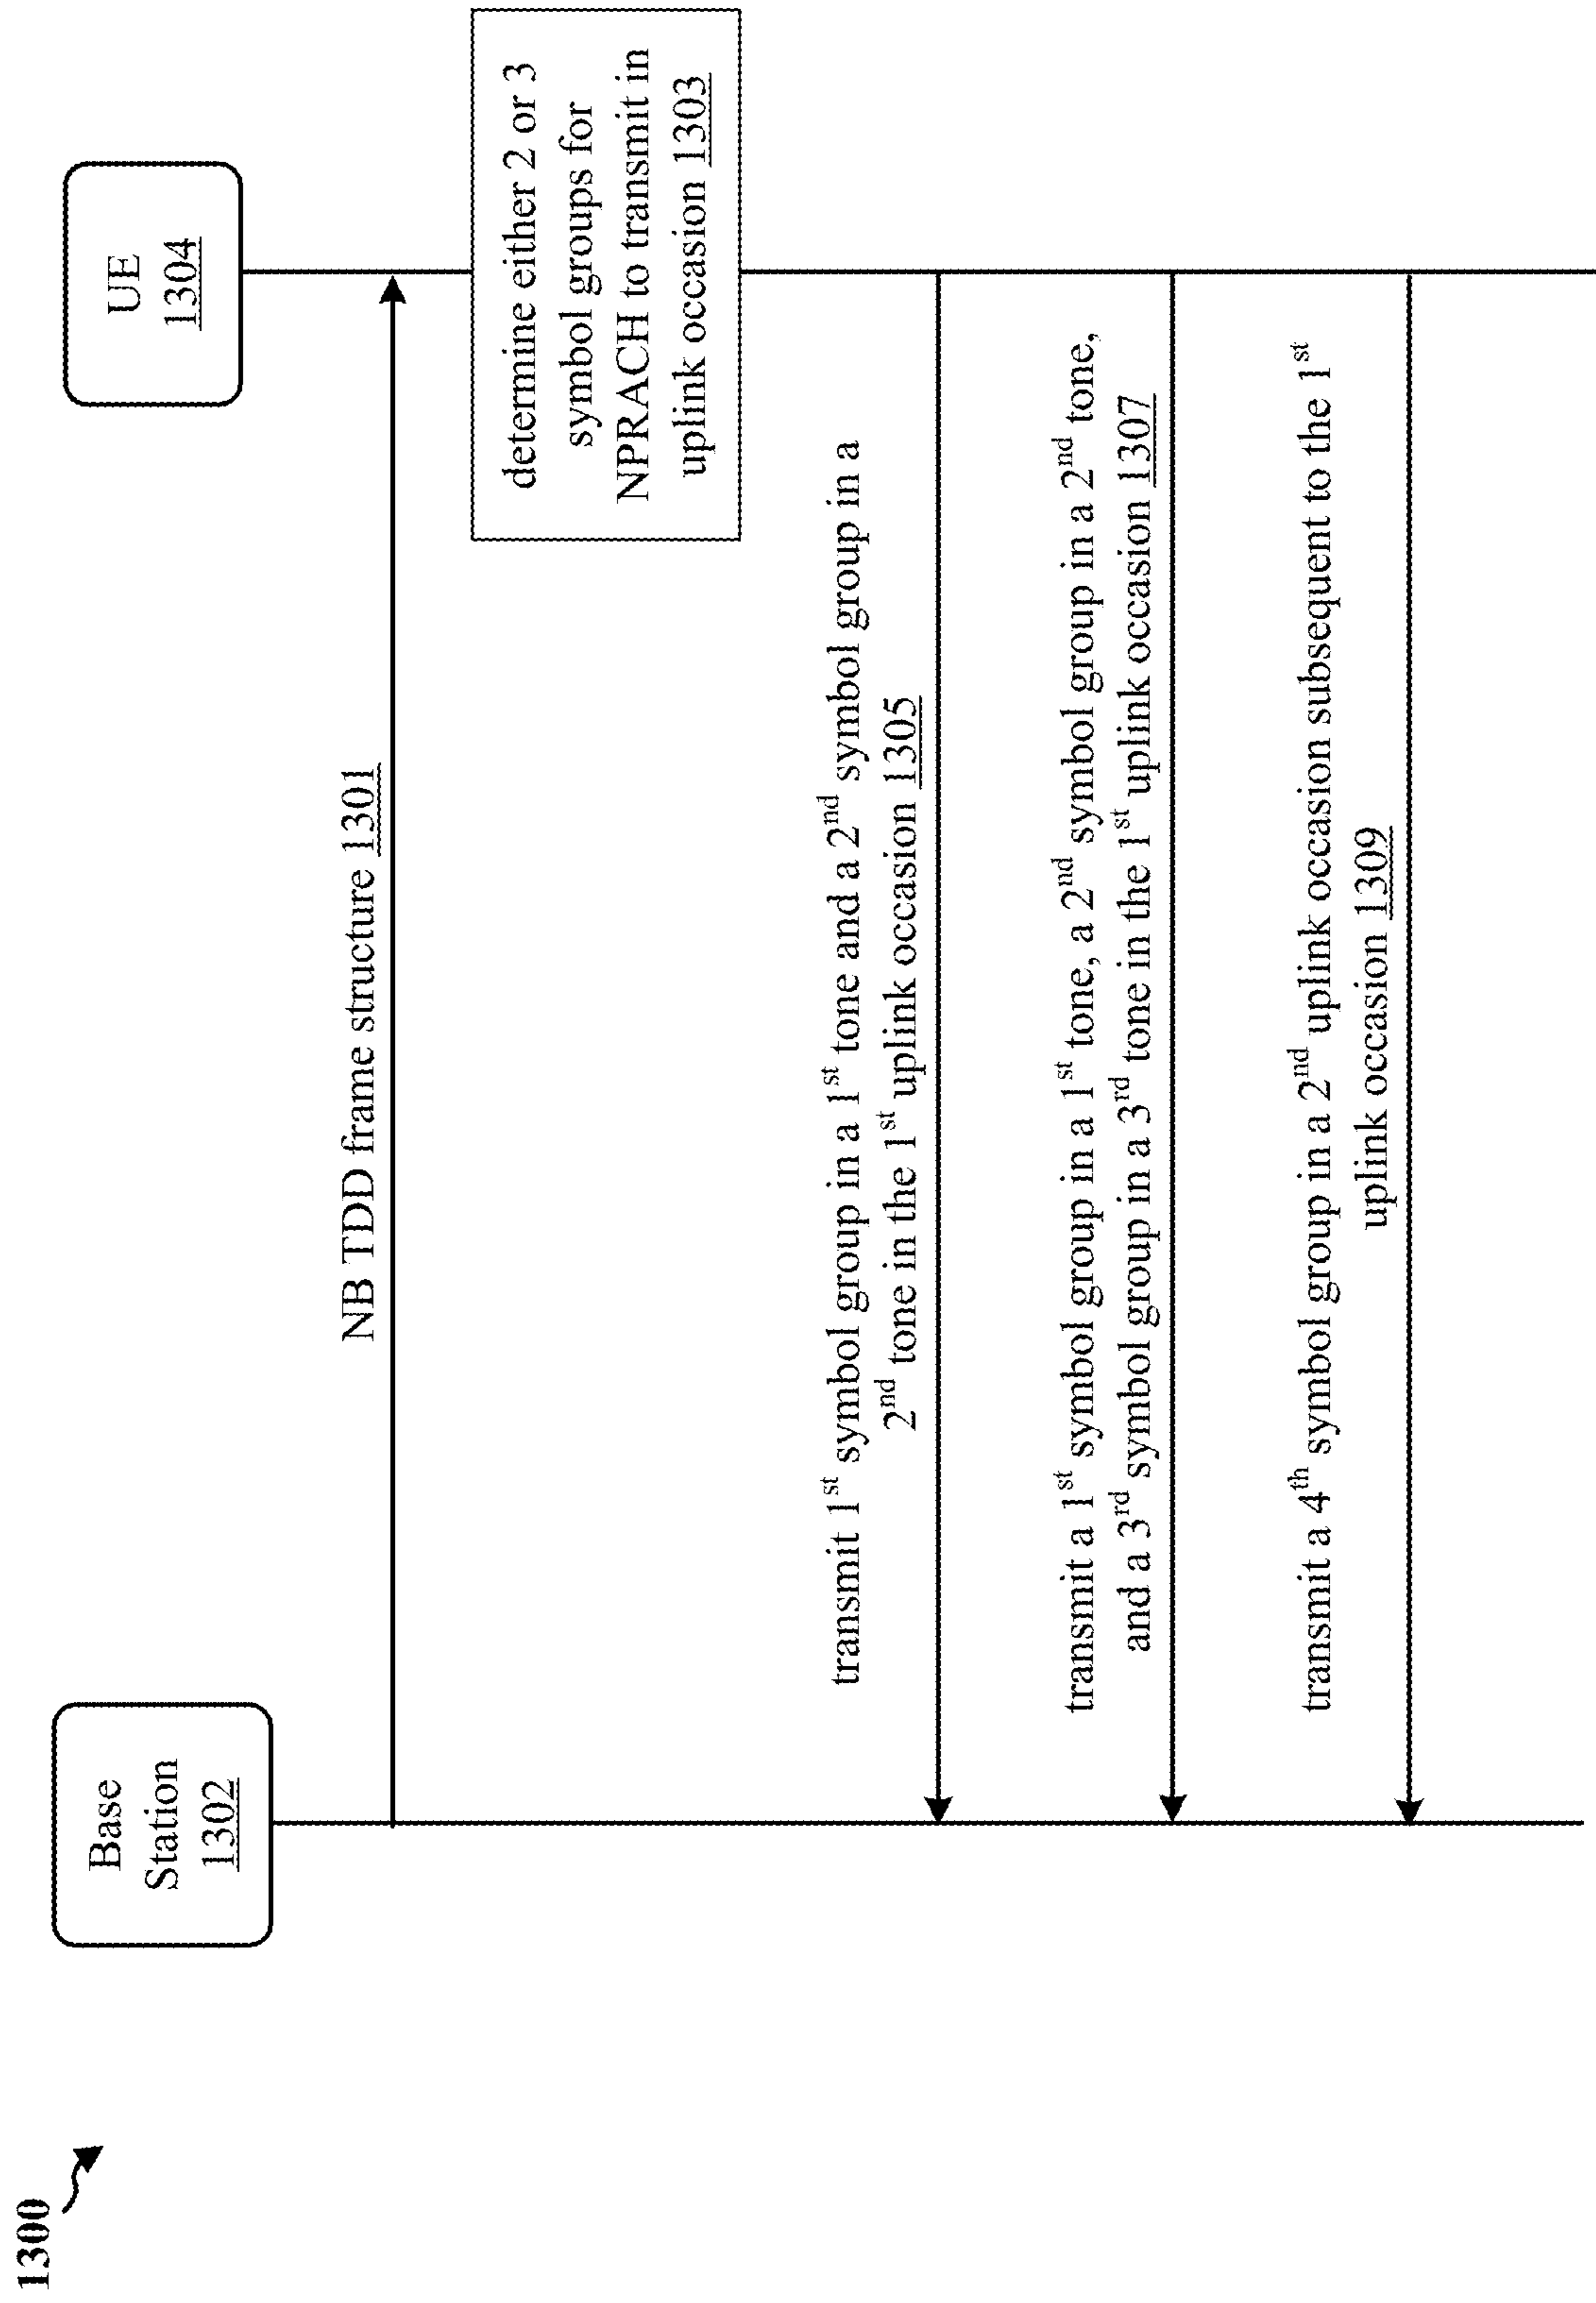 1300
Base
Station
1302
UE
1304
NB TDD frame structure 1301
determine either 2 or 3
symbol groups for
NPRACH to transmit in
uplink occasion 1303
transmit 1st symbol group in a 1st tone and a 2nd symbol group in a
2nd tone in the 1st uplink occasion 1305
transmit a 1st symbol group in a 1st tone, a 2nd symbol group in a 2nd tone,
and a 3rd symbol group in a 3rd tone in the 1st uplink occasion 1307
transmit a 4th symbol group in a 2nd uplink occasion subsequent to the 1st
uplink occasion 1309